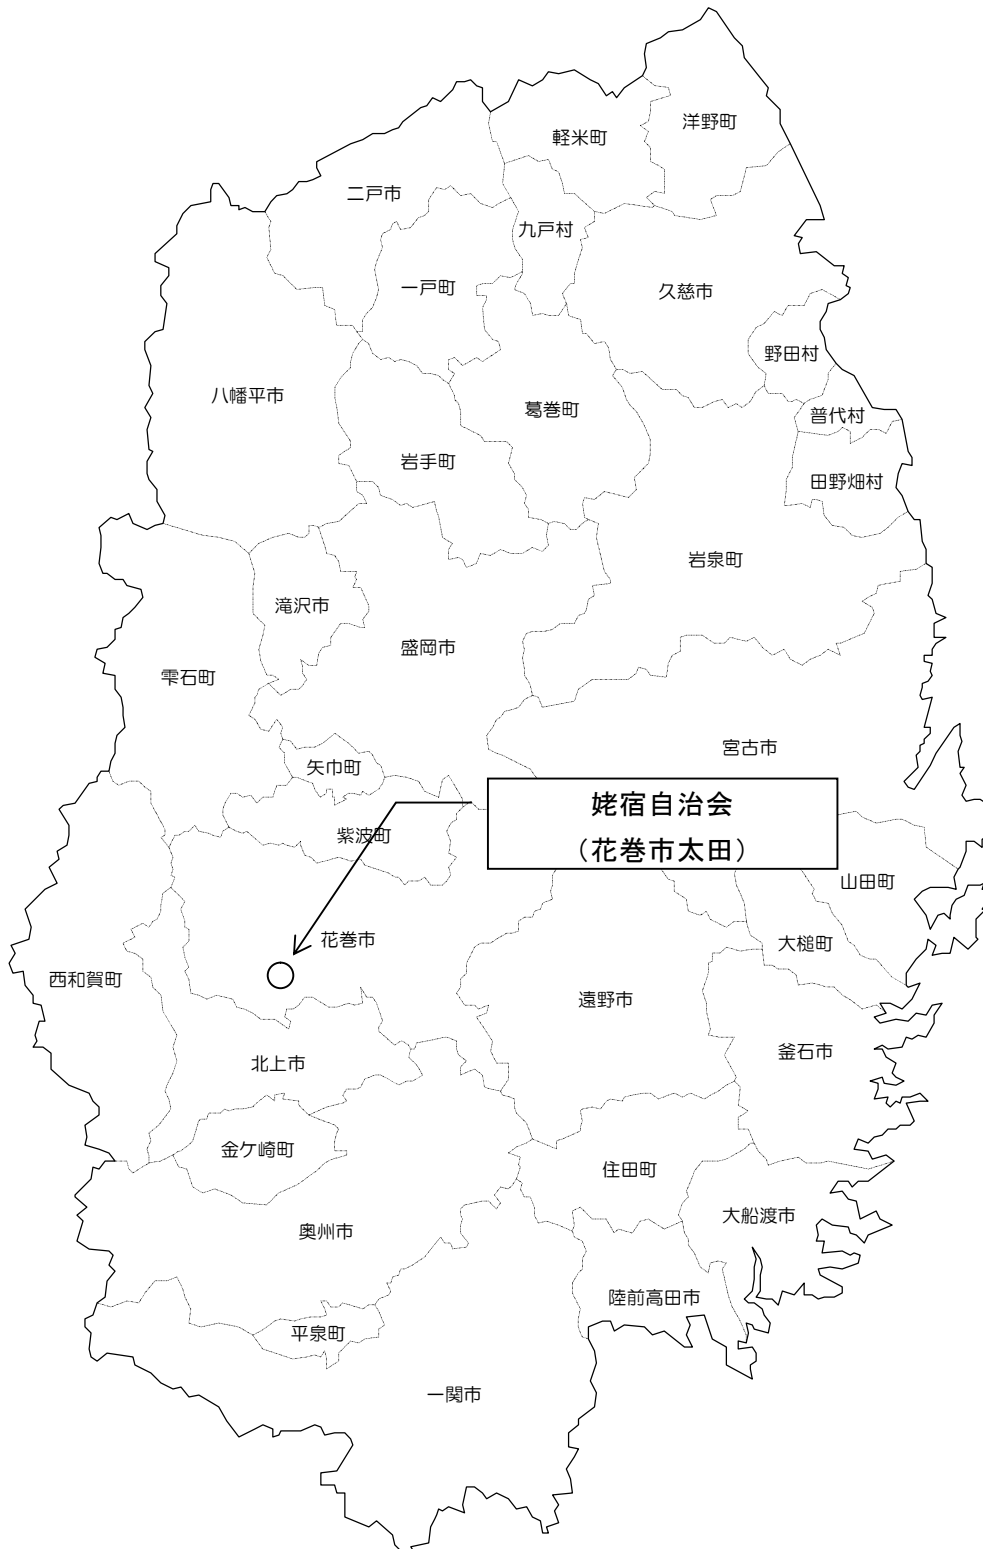 洋野町
軽米町
二戸市
九戸村
一戸町
久慈市
野田村
八幡平市
葛巻町
普代村
岩手町
田野畑村
岩泉町
滝沢市
盛岡市
雫石町
宮古市
矢巾町
姥宿自治会
(花巻市太田)
紫波町
山田町
花巻市
大槌町
西和賀町
遠野市
釜石市
北上市
金ケ崎町
住田町
大船渡市
奥州市
陸前高田市
平泉町
一関市